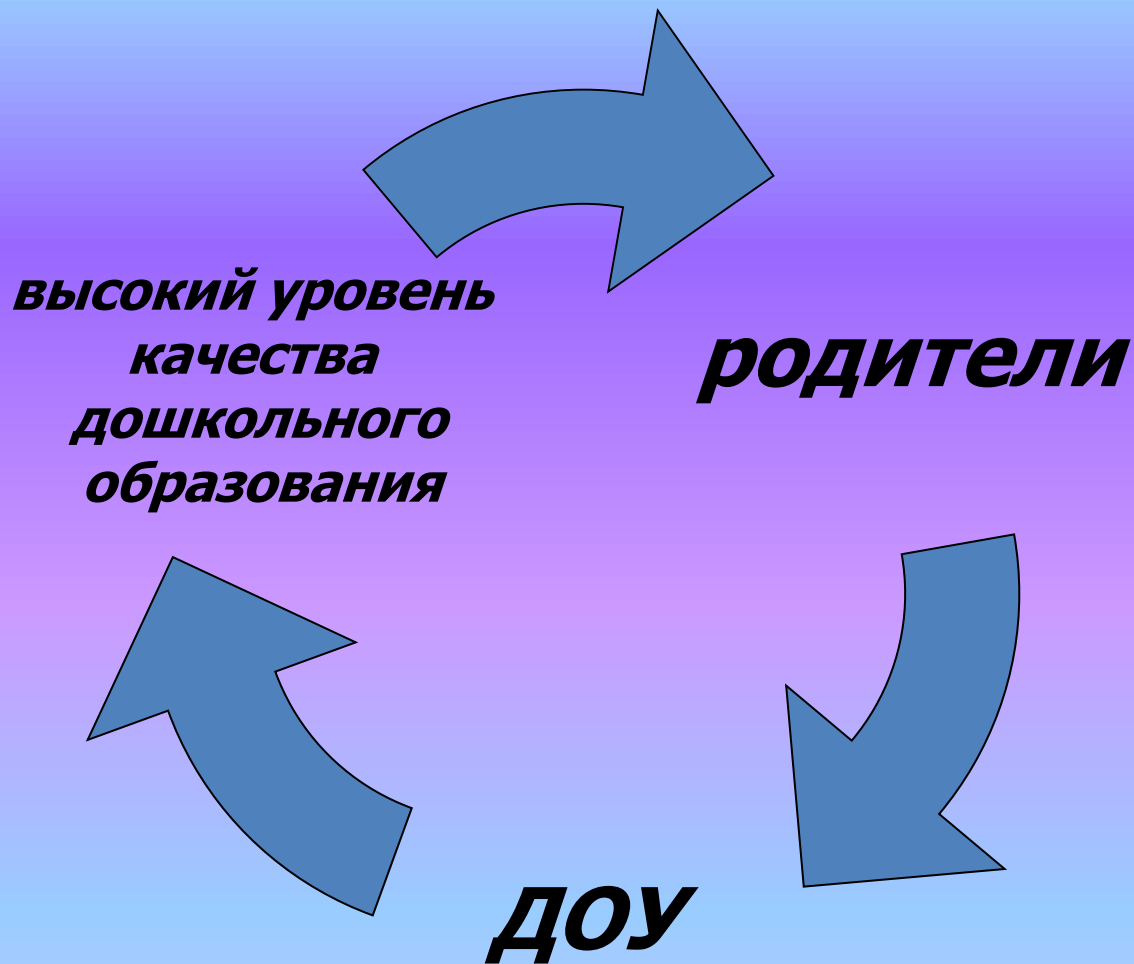 высокий уровень
качества
дошкольного
образования
родители
ДОУ